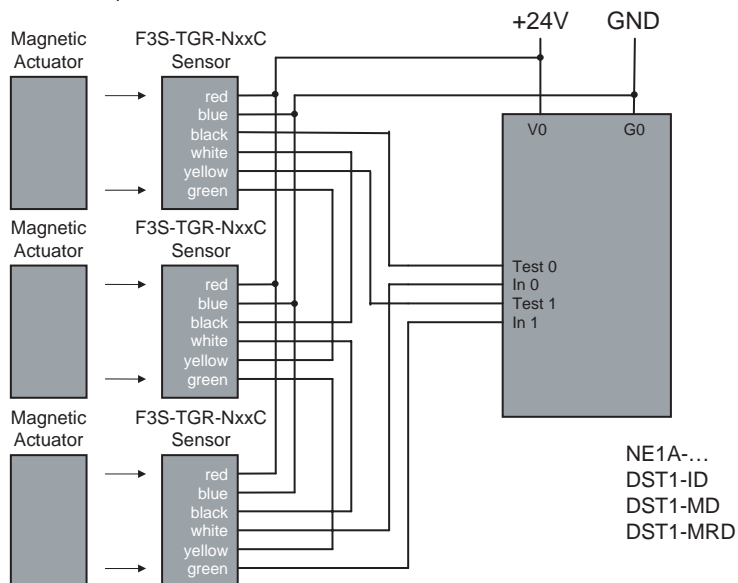 +24V GND
Magnetic Actuator
F3S-TGR-NxxC Sensor
red
blue
black
white
yellow
green
V0 G0
Magnetic Actuator
F3S-TGR-NxxC Sensor
red
blue
black
white
yellow
green
Test 0
In 0
Test 1
In 1
Magnetic Actuator
F3S-TGR-NxxC Sensor
red
blue
black
white
yellow
green
NE1A-…
DST1-ID
DST1-MD
DST1-MRD